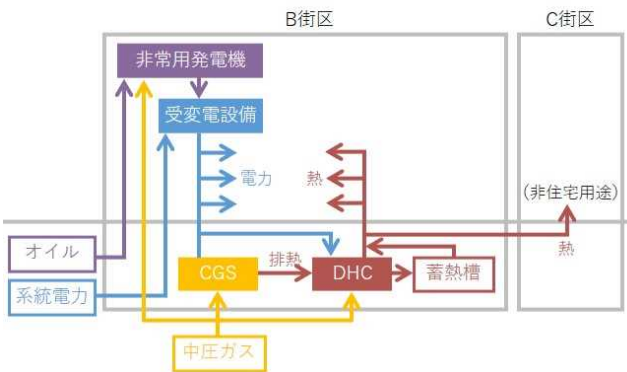 B街区
C街区
非常用発電機
受変電設備
電力
熱
(非住宅用途)
熱
オイル
系統電力
CGS
排熱
DHC
蓄熱槽
中圧ガス